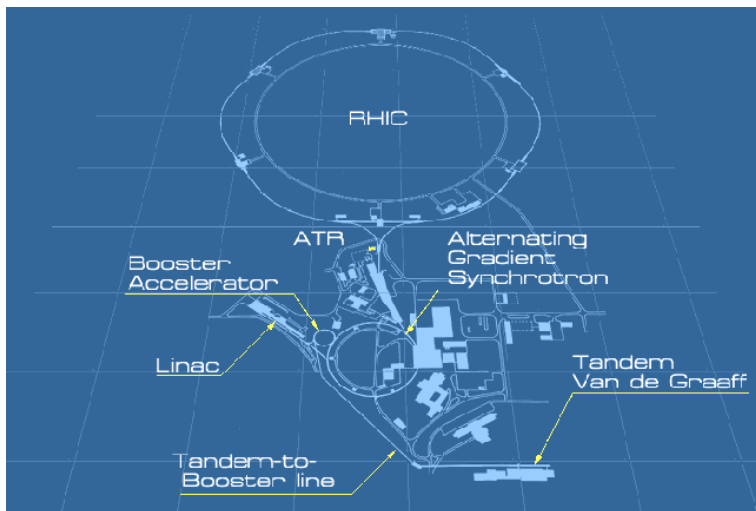 RHIC
ATR
Alternating
Gradient
Synchrotron
Booster
Accelerator
Linac
Tandem
Van de Graaff
Tandem-to-
Booster line